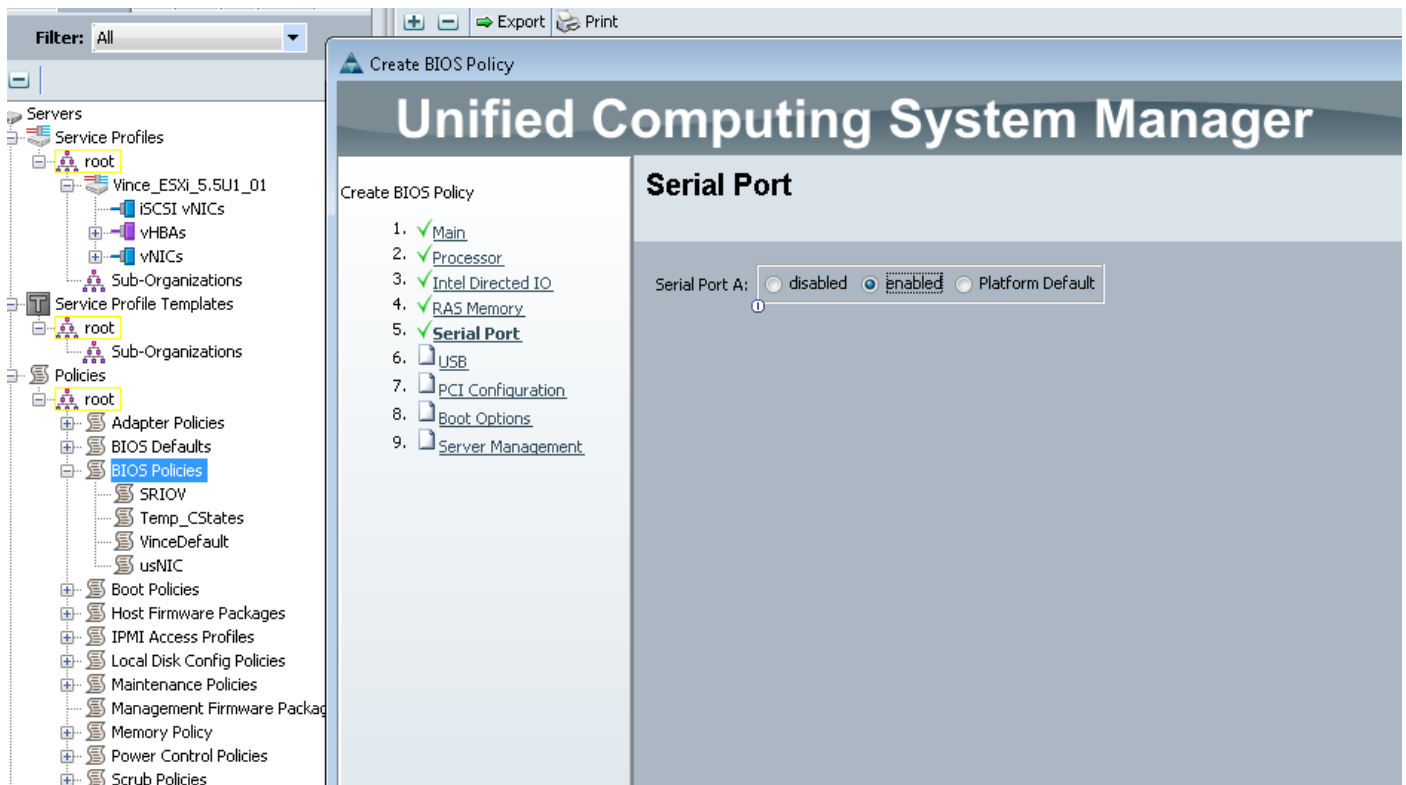 Filter: All
Export Print
Servers
Service Profiles
root
Vince_ESXi_5.5U1_01
iSCSI vNICs
vHBAs
vNICs
Sub-Organizations
Service Profile Templates
root
Sub-Organizations
Policies
root
Adapter Policies
BIOS Defaults
BIOS Policies
SRIOV
Temp_CStates
VinceDefault
usNIC
Boot Policies
Host Firmware Packages
IPMI Access Profiles
Local Disk Config Policies
Maintenance Policies
Management Firmware Packag
Memory Policy
Power Control Policies
Scrub Policies
Create BIOS Policy
Unified Computing System Manager
Create BIOS Policy
1. Main
2. Processor
3. Intel Directed IO
4. RAS Memory
5. Serial Port
6. USB
7. PCI Configuration
8. Boot Options
9. Server Management
Serial Port
Serial Port A: disabled enabled Platform Default